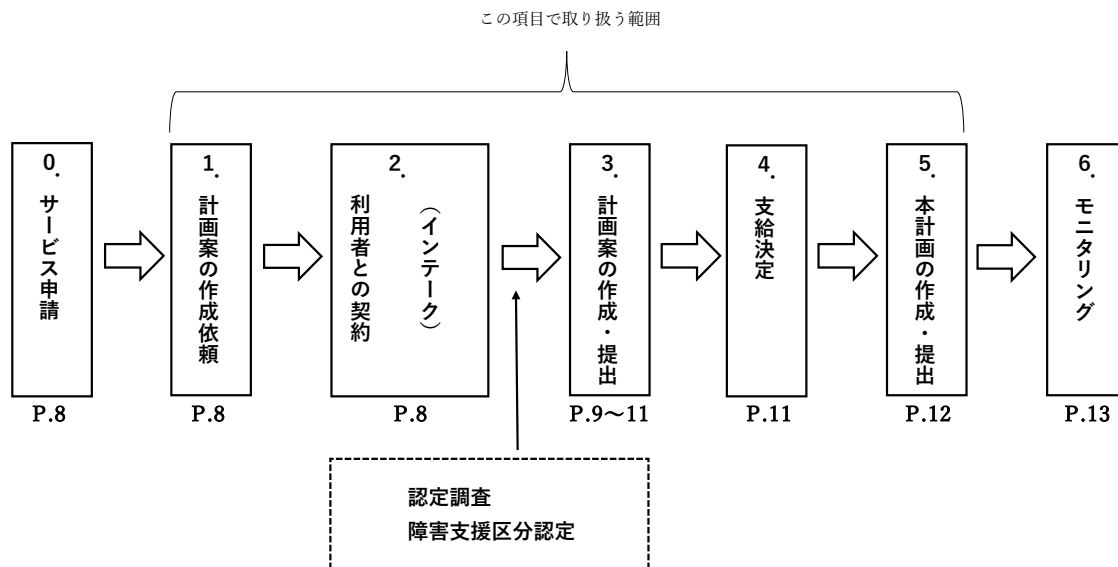 この項目で取り扱う範囲
0.サービス申請
P.8
1.計画案の作成依頼
P.8
2.
(インテーク)
利用者との契約
P.8
3.計画案の作成・提出
P.9～11
4.支給決定
P.11
5.本計画の作成・提出
P.12
6.モニタリング
P.13
認定調査
障害支援区分認定